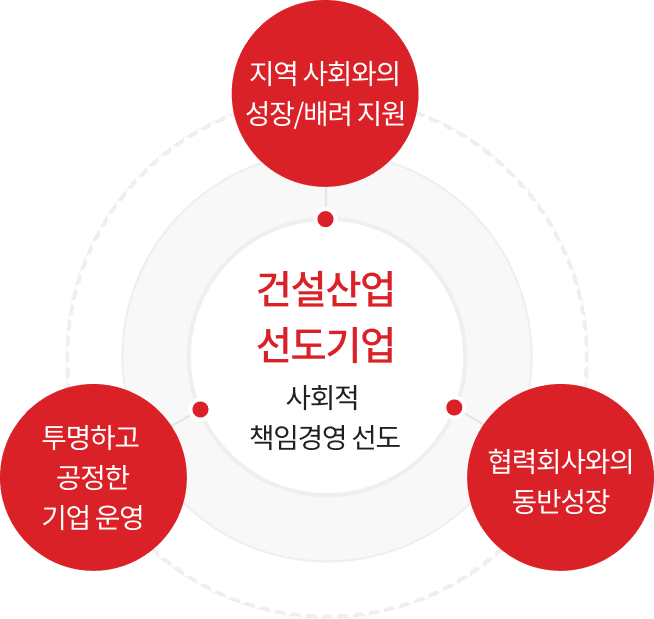 지역 사회와의
성장/배려 지원
건설산업
선도기업
사회적
책임경영 선도
투명하고
공정한
기업 운영
협력회사와의
동반성장